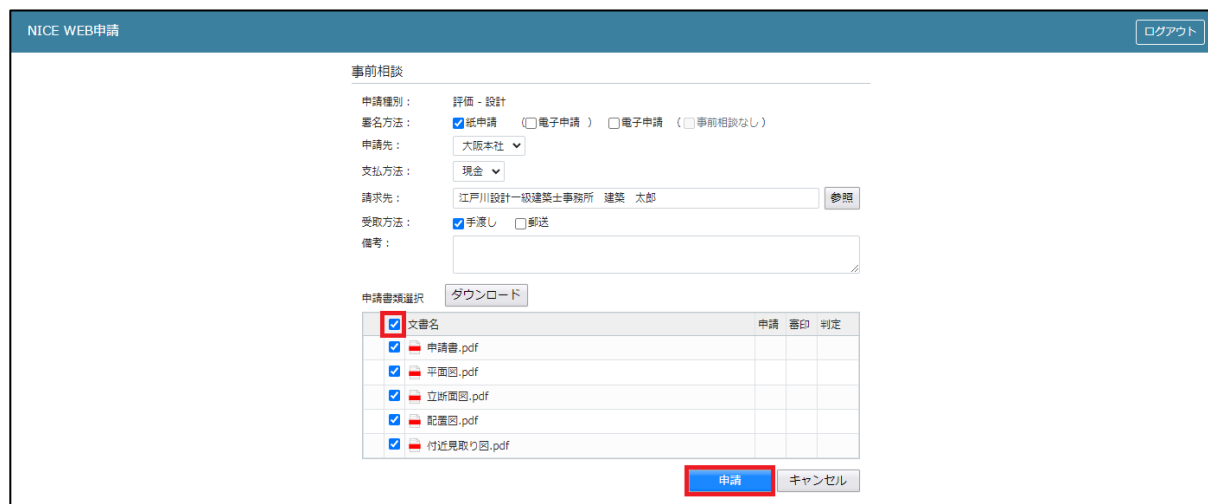 NICE WEB申請 ログアウト
事前相談
申請種別： 評価 - 設計
署名方法： 紙申請 （ 電子申請 ） 電子申請 （ 事前相談なし ）
申請先： 大阪本社
支払方法： 現金
請求先： 江戸川設計一級建築士事務所 建築 太郎 参照
受取方法： 手渡し 郵送
備考：
申請書類選択 ダウンロード
文書名 申請 審印 判定
申請書.pdf
平面図.pdf
立断面図.pdf
配置図.pdf
付近見取り図.pdf
申請 キャンセル